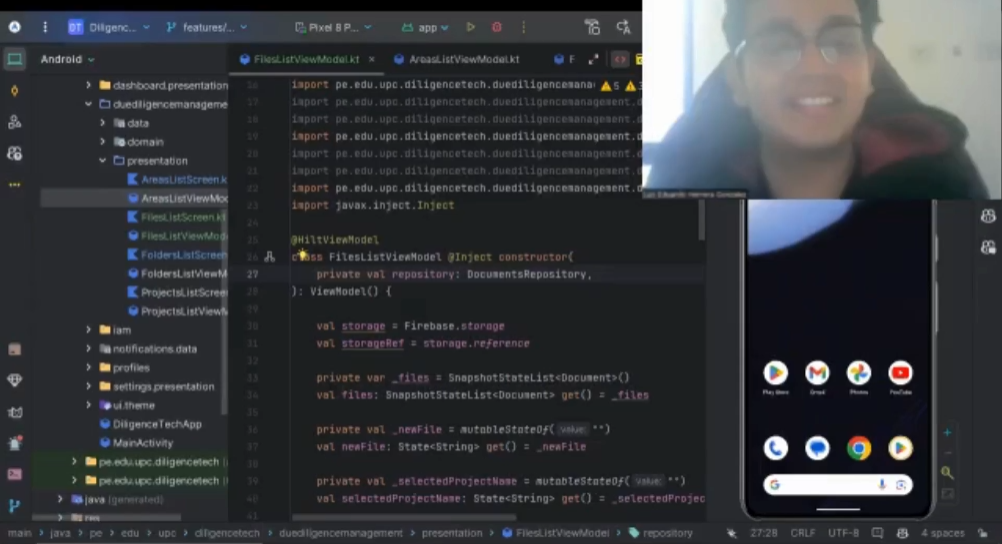 DT Diligenc... features/... Pixel 8 P... app
Android
FilesListViewModel.kt AreasListViewModel.kt F
dashboard.presentation
duediligencemanageme
data
domain
presentation
AreasListScreen.k
AreasListViewMod
FilesListScreen.kt
FilesListViewMode
FoldersListScreen
FoldersListViewM
ProjectsListScree
ProjectsListViewM
iam
notifications.data
profiles
settings.presentation
ui.theme
DiligenceTechApp
MainActivity
pe.edu.upc.diligencetech
pe.edu.upc.diligencetech
java (generated)
res
16 import pe.edu.upc.diligencetech.duediligencemana 5 3
17 import pe.edu.upc.diligencetech.duediligencemanagement.d
18 import pe.edu.upc.diligencetech.duediligencemanagement.d
19 import pe.edu.upc.diligencetech.duediligencemanagement.d
20 import pe.edu.upc.diligencetech.duediligencemanagement.d
21 import pe.edu.upc.diligencetech.duediligencemanagement.d
22 import pe.edu.upc.diligencetech.duediligencemanagement.d
23 import javax.inject.Inject
24
25 @HiltViewModel
26 class FilesListViewModel @Inject constructor(
27 private val repository: DocumentsRepository,
28 ): ViewModel() {
29
30 val storage = Firebase.storage
31 val storageRef = storage.reference
32
33 private var _files = SnapshotStateList<Document>()
34 val files: SnapshotStateList<Document> get() = _files
35
36 private var _newFile = mutableStateOf( value: "")
37 val newFile: State<String> get() = _newFile
38
39 private var _selectedProjectName = mutableStateOf( value: "")
40 val selectedProjectName: State<String> get() = _selectedProjec
Luis Eduardo Herrera Gonzales
Play Store Gmail Photos YouTube
main > java > pe > edu > upc > diligencetech > duediligencemanagement > presentation > FilesListViewModel > repository 27:28 CRLF UTF-8 4 spaces